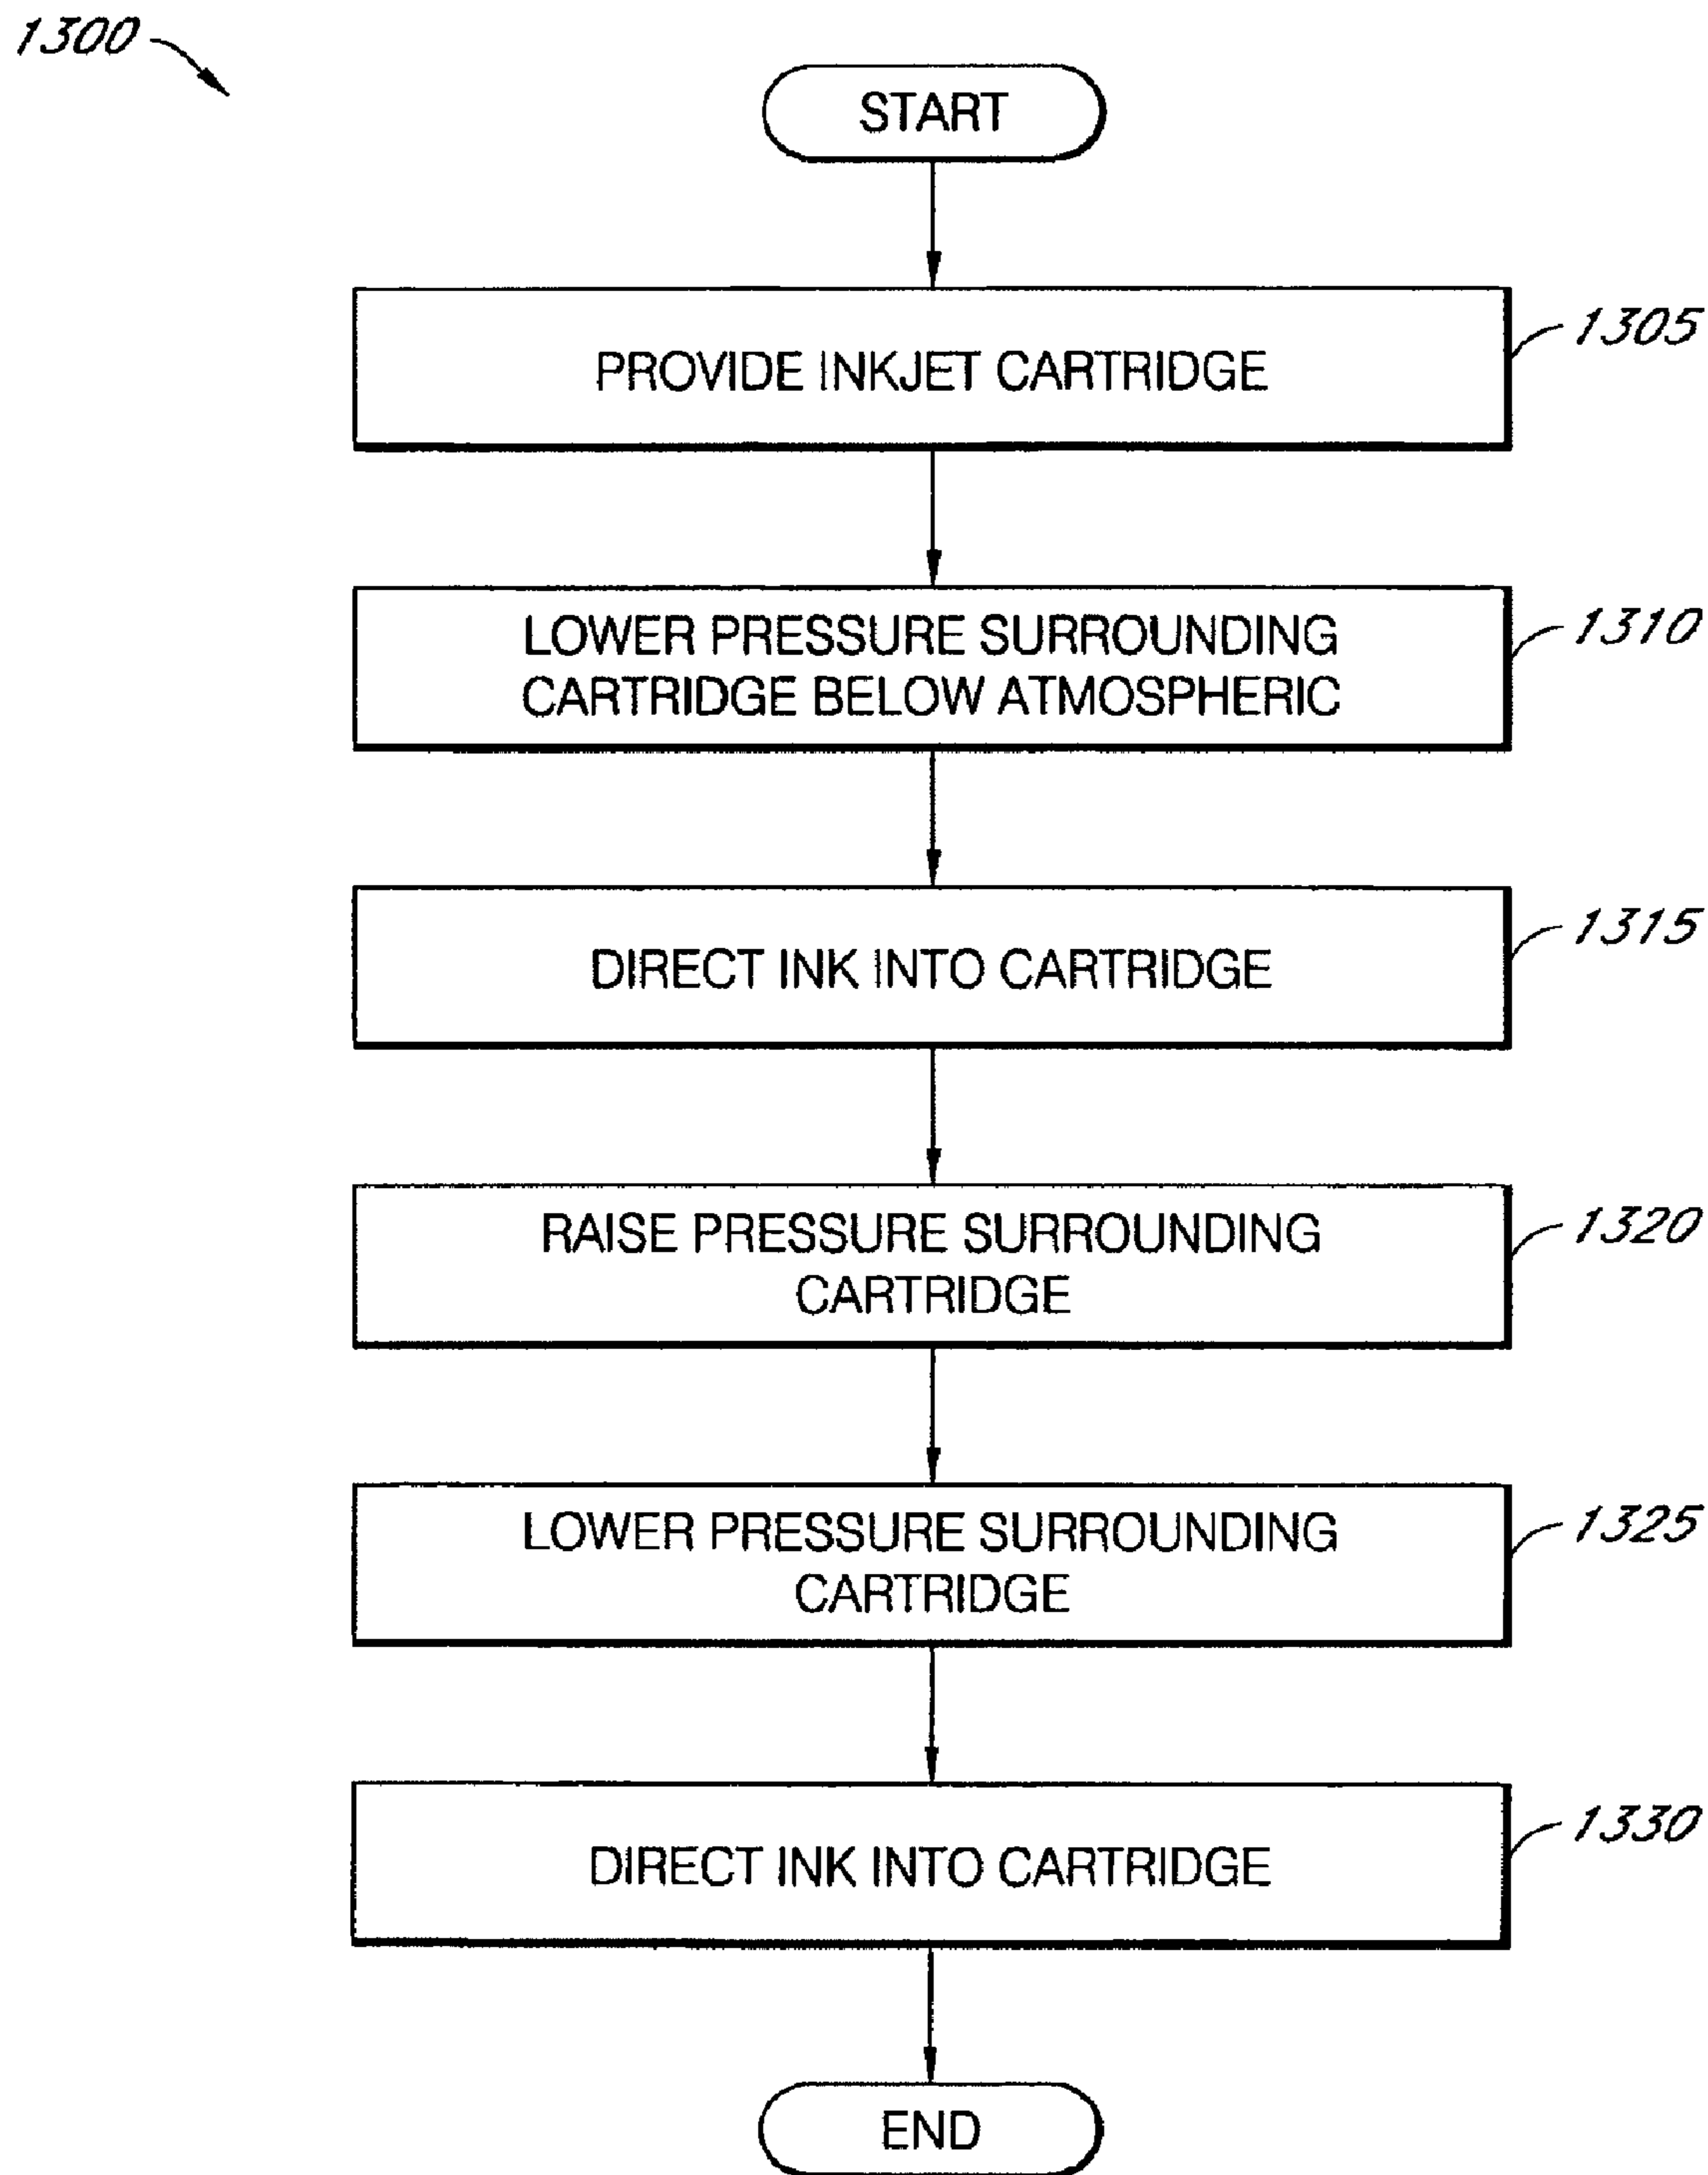 1300
START
PROVIDE INKJET CARTRIDGE
1305
LOWER PRESSURE SURROUNDING
CARTRIDGE BELOW ATMOSPHERIC
1310
DIRECT INK INTO CARTRIDGE
1315
RAISE PRESSURE SURROUNDING
CARTRIDGE
1320
LOWER PRESSURE SURROUNDING
CARTRIDGE
1325
DIRECT INK INTO CARTRIDGE
1330
END